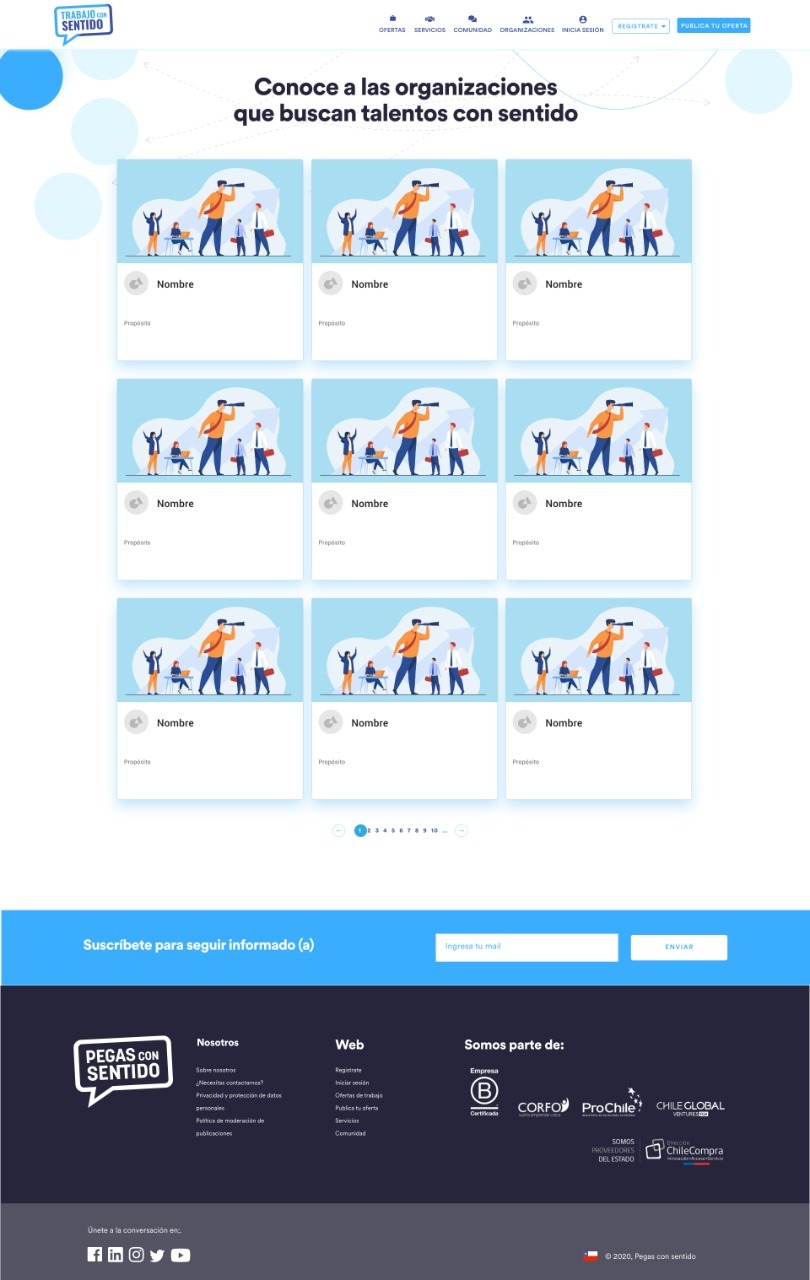 TRABAJO CON
SENTIDO
OFERTAS
SERVICIOS
COMUNIDAD
ORGANIZACIONES
INICIA SESIÓN
REGISTRATE
PUBLICA TU OFERTA
Conoce a las organizaciones
que buscan talentos con sentido
Nombre
Propósito
Nombre
Propósito
Nombre
Propósito
Nombre
Propósito
Nombre
Propósito
Nombre
Propósito
Nombre
Propósito
Nombre
Propósito
Nombre
Propósito
1 2 3 4 5 6 7 8 9 10 ...
Suscríbete para seguir informado (a)
Ingresa tu mail
ENVIAR
PEGAS CON
SENTIDO
Nosotros
Sobre nosotros
¿Necesitas contactarnos?
Privacidad y protección de datos
personales
Política de moderación de
publicaciones
Web
Registrate
Iniciar sesión
Ofertas de trabajo
Publica tu oferta
Servicios
Comunidad
Somos parte de:
Empresa
B
Certificada
CORFO
ProChile
CHILE GLOBAL
VENTURES
SOMOS
PROVEEDORES
DEL ESTADO
Dirección
ChileCompra
Únete a la conversación en:.
© 2020, Pegas con sentido